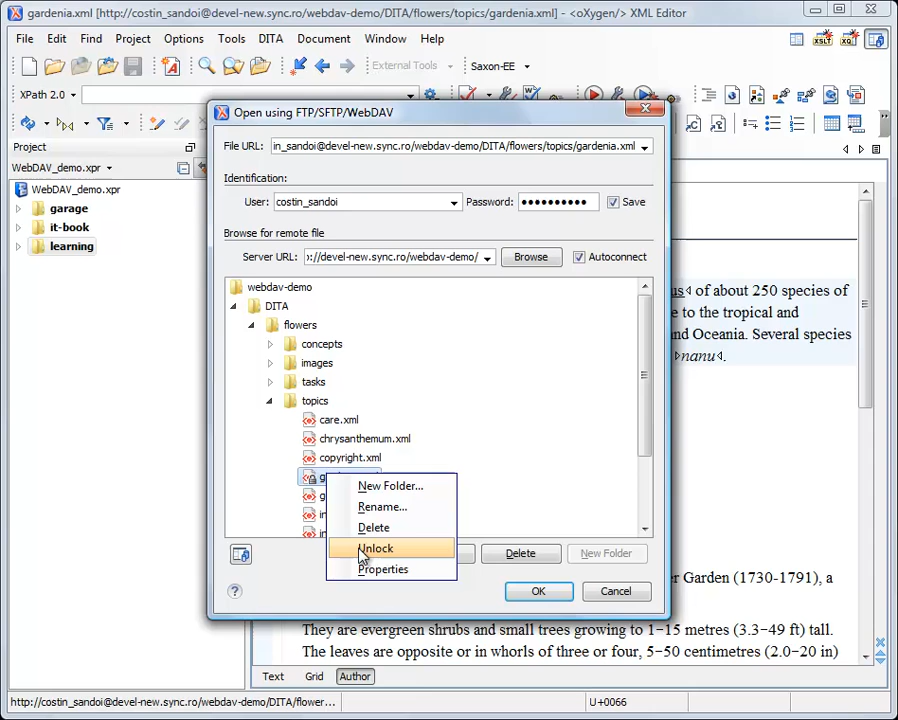 gardenia.xml [http://costin_sandoi@devel-new.sync.ro/webdav-demo/DITA/flowers/topics/gardenia.xml] - <oXygen/> XML Editor
File Edit Find Project Options Tools DITA Document Window Help
External Tools Saxon-EE
XPath 2.0
Project
WebDAV_demo.xpr
WebDAV_demo.xpr
garage
it-book
learning
Open using FTP/SFTP/WebDAV
File URL: in_sandoi@devel-new.sync.ro/webdav-demo/DITA/flowers/topics/gardenia.xml
Identification:
User: costin_sandoi Password: ●●●●●●●●●● Save
Browse for remote file
Server URL: ://devel-new.sync.ro/webdav-demo/ Browse Autoconnect
webdav-demo
DITA
flowers
concepts
images
tasks
topics
care.xml
chrysanthemum.xml
copyright.xml
New Folder...
Rename...
Delete
Unlock
Properties
Delete New Folder
OK Cancel
us of about 250 species of
e to the tropical and
nd Oceania. Several species
nanu
er Garden (1730-1791), a
They are evergreen shrubs and small trees growing to 1–15 metres (3.3–49 ft) tall.
The leaves are opposite or in whorls of three or four, 5–50 centimetres (2.0–20 in)
Text Grid Author
http://costin_sandoi@devel-new.sync.ro/webdav-demo/DITA/flower... U+0066